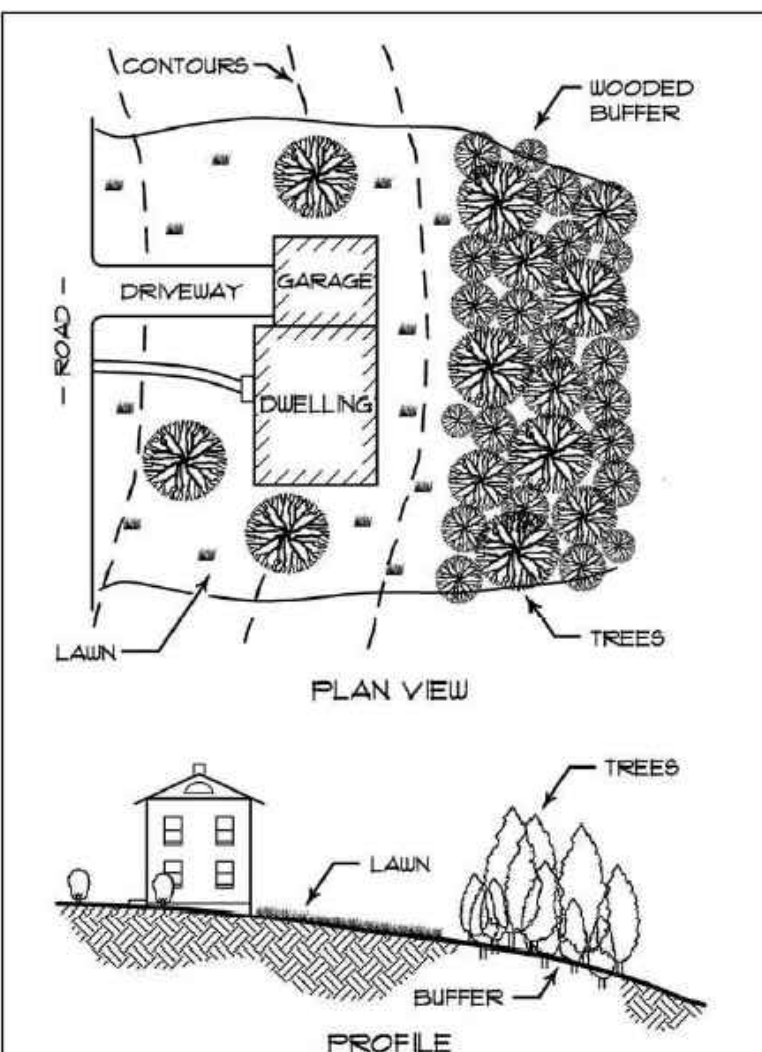 CONTOURS
WOODED
BUFFER
- ROAD -
DRIVEWAY
GARAGE
DWELLING
LAWN
TREES
PLAN VIEW
TREES
LAWN
BUFFER
PROFILE